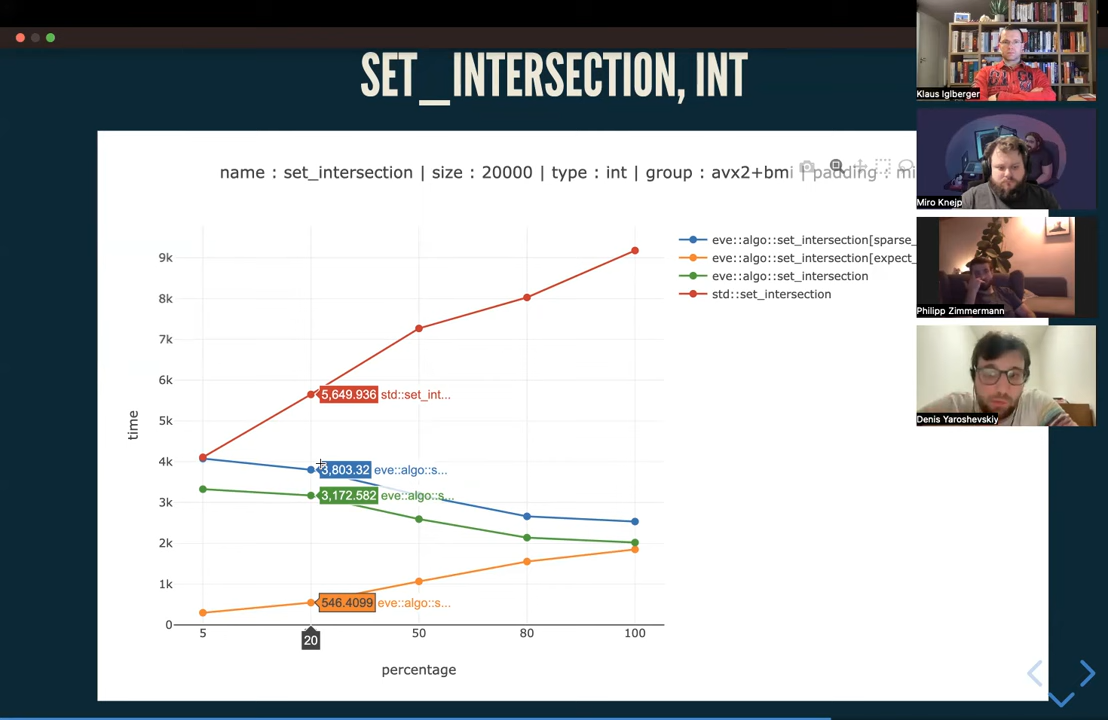 SET_INTERSECTION, INT
name : set_intersection | size : 20000 | type : int | group : avx2+bmi | padding : mi
eve::algo::set_intersection[sparse_
eve::algo::set_intersection[expect_
eve::algo::set_intersection
std::set_intersection
9k
8k
7k
6k
5k
4k
3k
2k
1k
0
time
5,649.936 std::set_int...
3,803.32 eve::algo::s...
3,172.582 eve::algo::s...
546.4099 eve::algo::s...
5
20
50
80
100
percentage
Klaus Iglberger
Miro Knejp
Philipp Zimmermann
Denis Yaroshevskiy